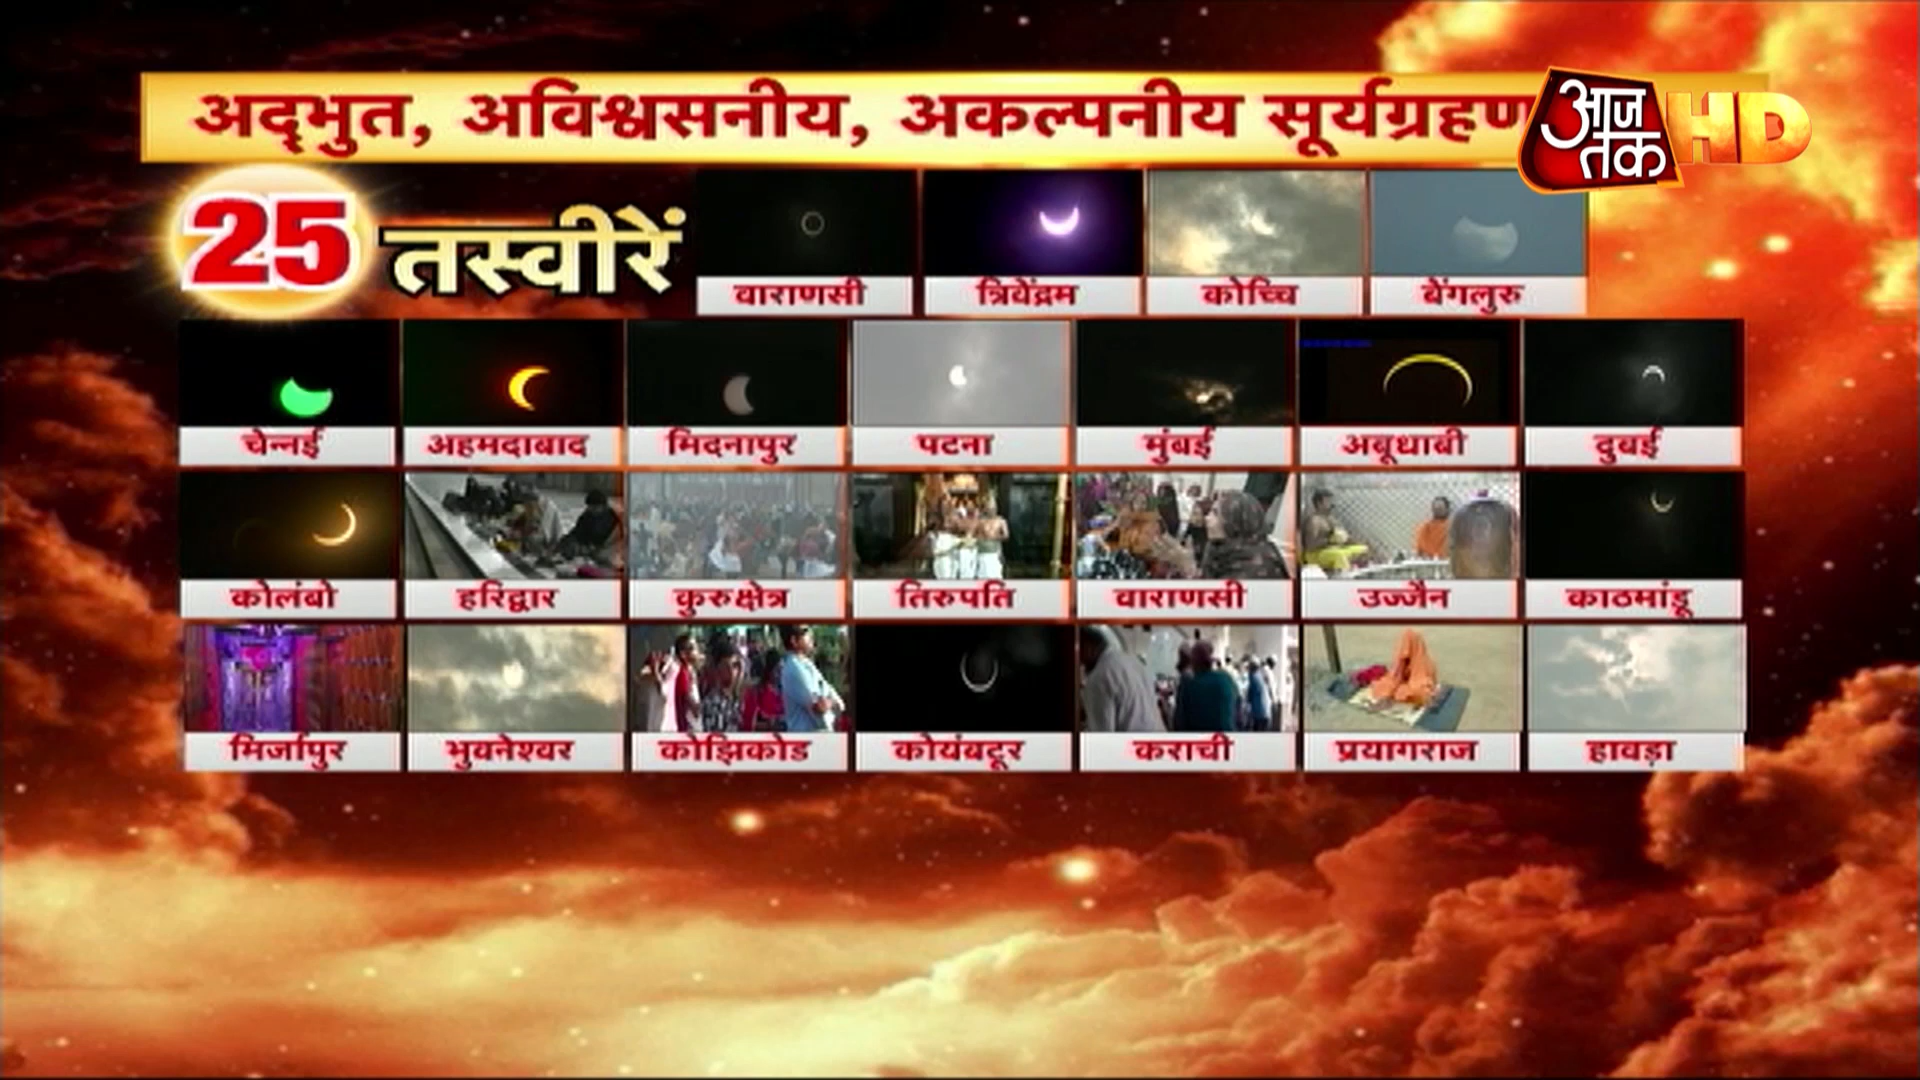 अद्भुत, अविश्वसनीय, अकल्पनीय सूर्यग्रहण
आज तक HD
25 तस्वीरें
वाराणसी त्रिवेंद्रम कोच्चि बेंगलुरु
चेन्नई अहमदाबाद मिदनापुर पटना मुंबई अबूधाबी दुबई
कोलंबो हरिद्वार कुरुक्षेत्र तिरुपति वाराणसी उज्जैन काठमांडू
मिर्जापुर भुवनेश्वर कोझिकोड कोयंबटूर कराची प्रयागराज हावड़ा